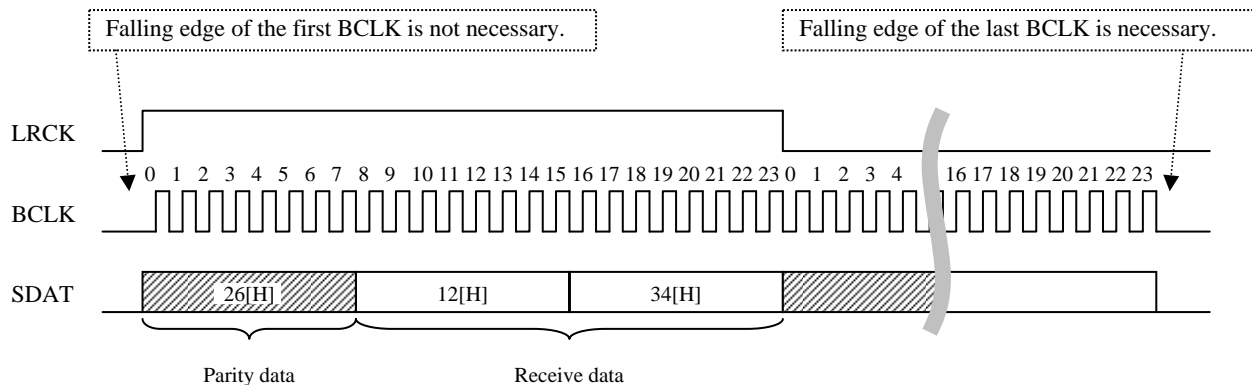 Falling edge of the first BCLK is not necessary.
Falling edge of the last BCLK is necessary.
LRCK
0 1 2 3 4 5 6 7 8 9 10 11 12 13 14 15 16 17 18 19 20 21 22 23 0 1 2 3 4 16 17 18 19 20 21 22 23
BCLK
SDAT
26[H]
12[H]
34[H]
Parity data
Receive data